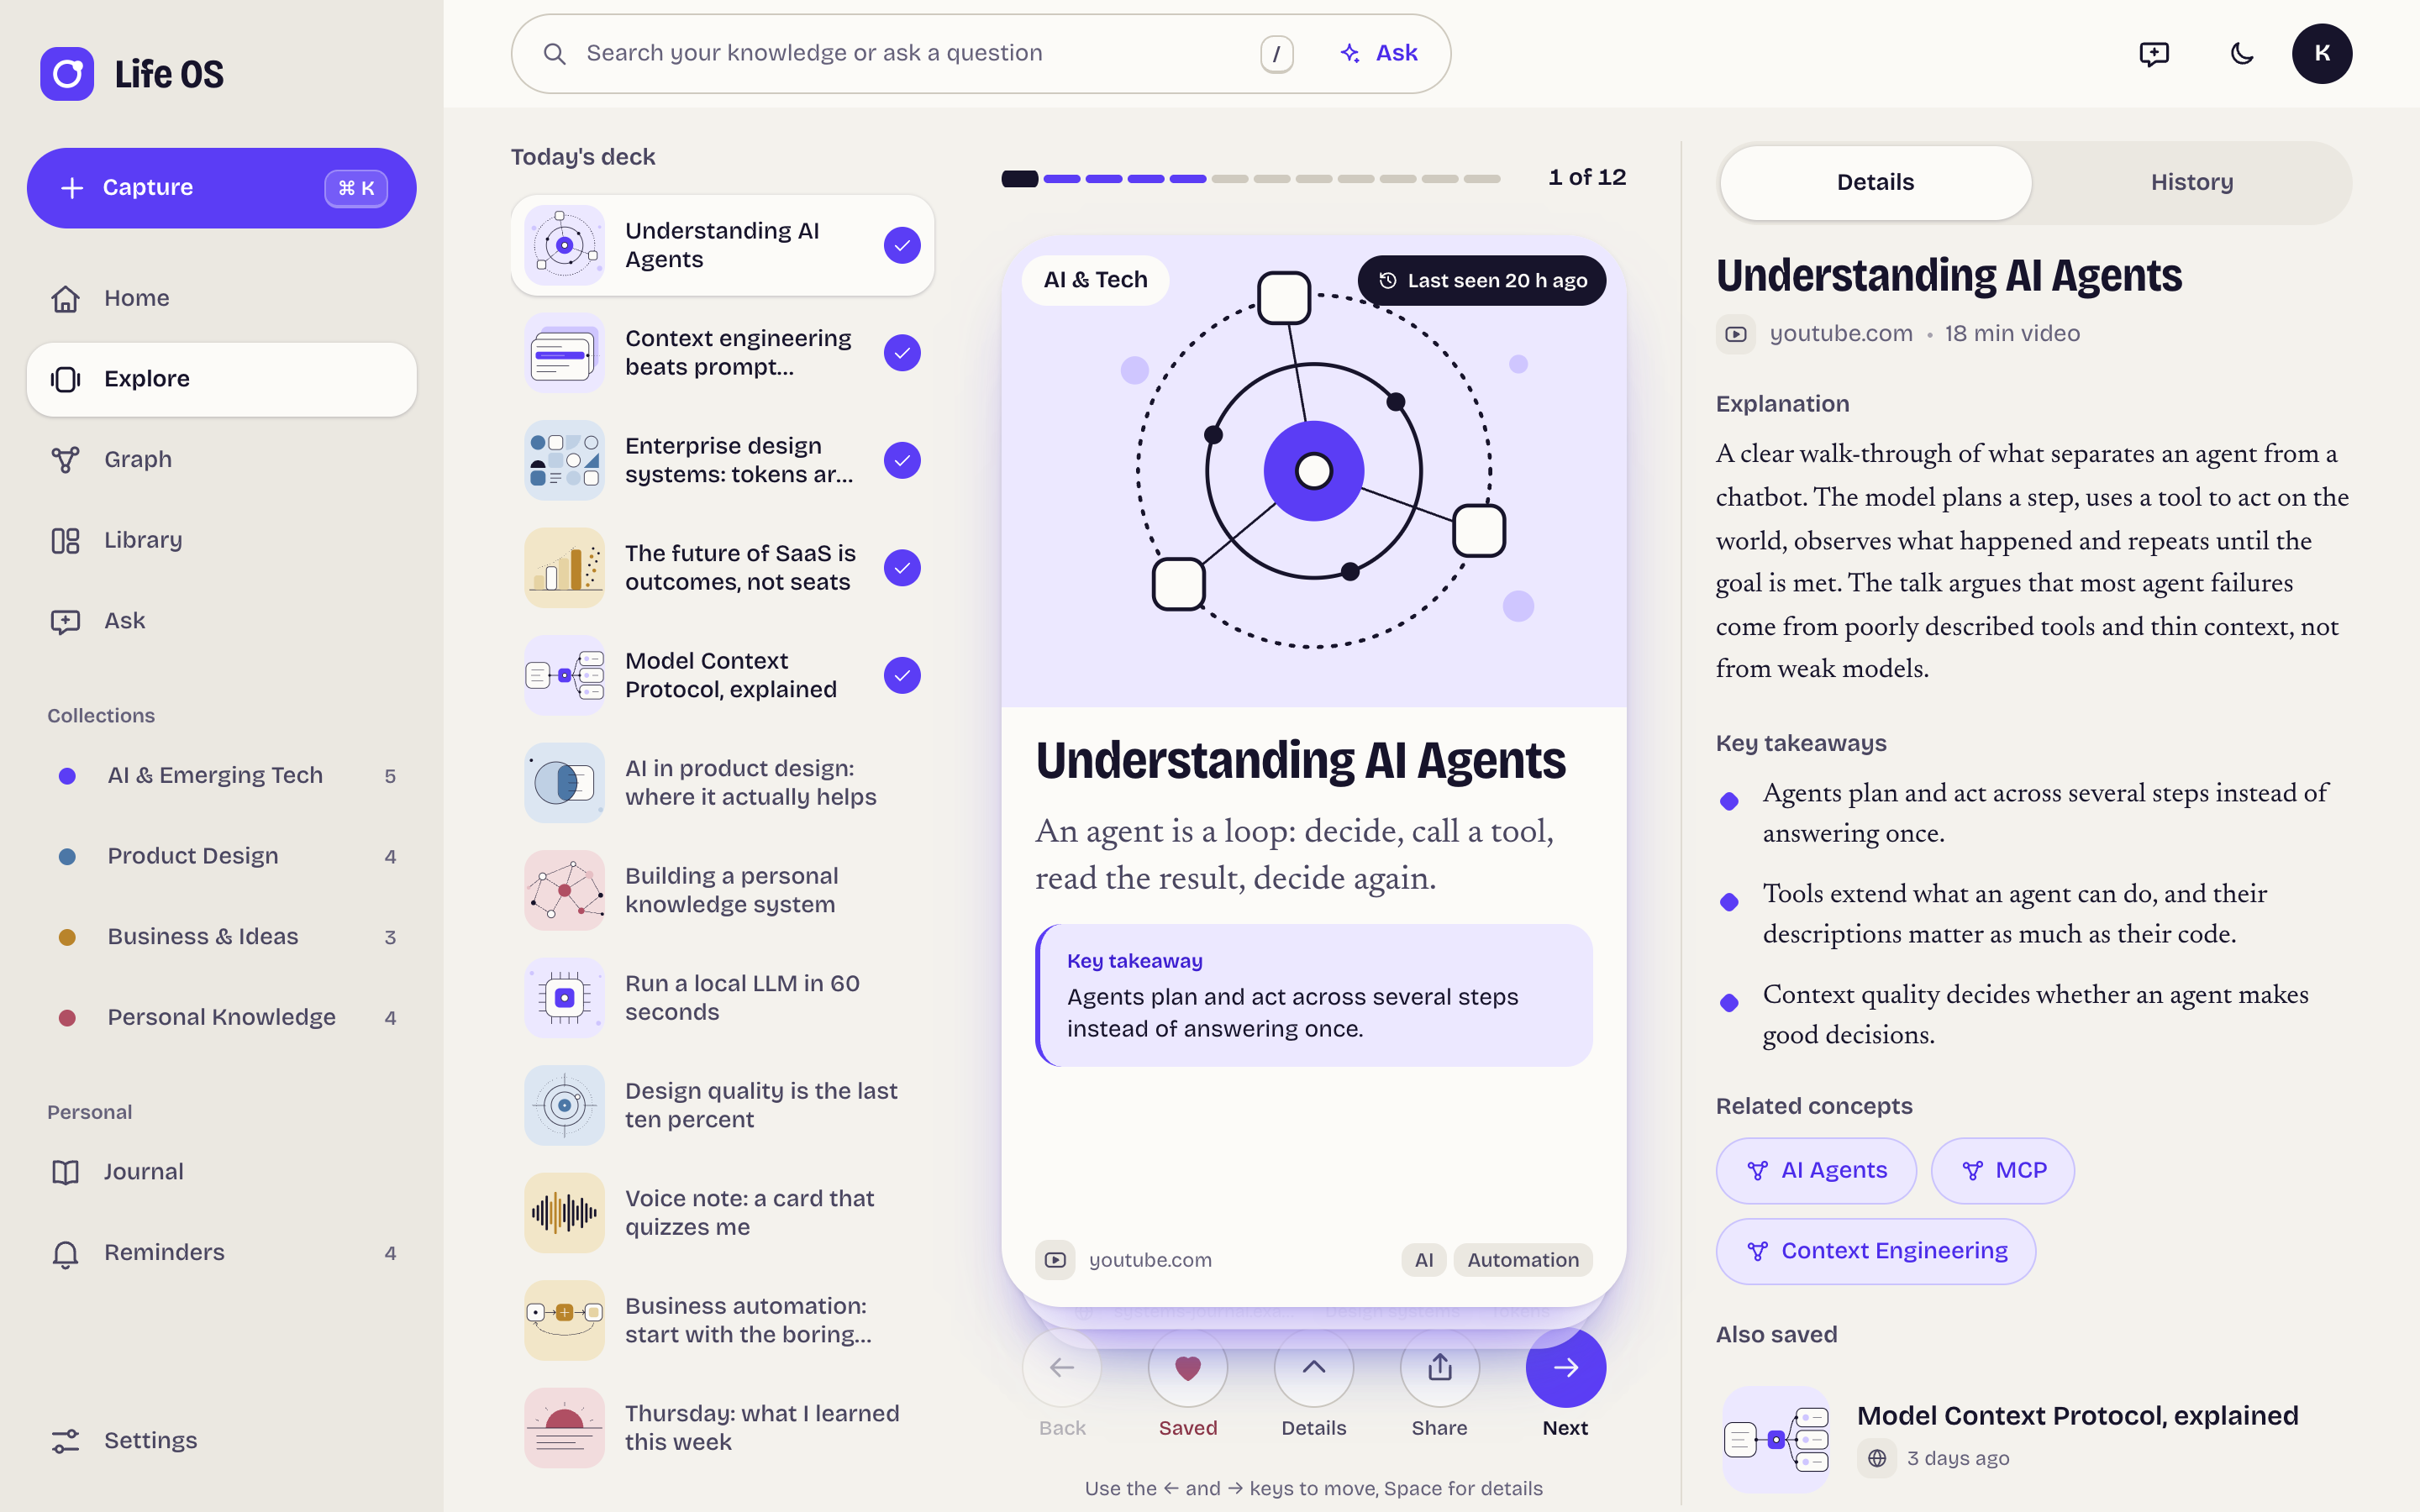 Life OS
Capture
⌘ K
Home
Explore
Graph
Library
Ask
Collections
AI & Emerging Tech 5
Product Design 4
Business & Ideas 3
Personal Knowledge 4
Personal
Journal
Reminders 4
Settings
Search your knowledge or ask a question
/
Ask
K
Today's deck
Understanding AI
Agents
Context engineering
beats prompt...
Enterprise design
systems: tokens ar...
The future of SaaS is
outcomes, not seats
Model Context
Protocol, explained
AI in product design:
where it actually helps
Building a personal
knowledge system
Run a local LLM in 60
seconds
Design quality is the last
ten percent
Voice note: a card that
quizzes me
Business automation:
start with the boring...
Thursday: what I learned
this week
1 of 12
AI & Tech
Last seen 20 h ago
Understanding AI Agents
An agent is a loop: decide, call a tool,
read the result, decide again.
Key takeaway
Agents plan and act across several steps
instead of answering once.
youtube.com
AI
Automation
Design systems
Tokens
Back
Saved
Details
Share
Next
Use the ← and → keys to move, Space for details
Details
History
Understanding AI Agents
youtube.com • 18 min video
Explanation
A clear walk-through of what separates an agent from a
chatbot. The model plans a step, uses a tool to act on the
world, observes what happened and repeats until the
goal is met. The talk argues that most agent failures
come from poorly described tools and thin context, not
from weak models.
Key takeaways
Agents plan and act across several steps instead of
answering once.
Tools extend what an agent can do, and their
descriptions matter as much as their code.
Context quality decides whether an agent makes
good decisions.
Related concepts
AI Agents
MCP
Context Engineering
Also saved
Model Context Protocol, explained
3 days ago